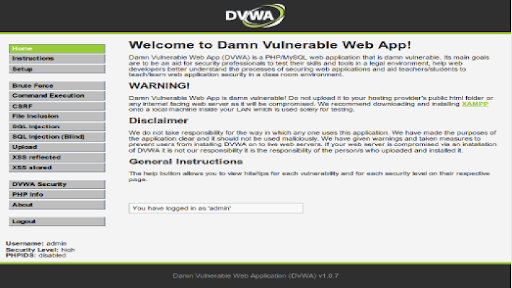 DVWA
Home
Instructions
Setup
Brute Force
Command Execution
CSRF
File Inclusion
SQL Injection
SQL Injection (Blind)
Upload
XSS reflected
XSS stored
DVWA Security
PHP Info
About
Logout
Welcome to Damn Vulnerable Web App!
Damn Vulnerable Web App (DVWA) is a PHP/MySQL web application that is damn vulnerable. Its main goals
are to be an aid for security professionals to test their skills and tools in a legal environment, help web
developers better understand the processes of securing web applications and aid teachers/students to
teach/learn web application security in a class room environment.
WARNING!
Damn Vulnerable Web App is damn vulnerable! Do not upload it to your hosting provider's public html folder or
any internet facing web server as it will be compromised. We recommend downloading and installing XAMPP
onto a local machine inside your LAN which is used solely for testing.
Disclaimer
We do not take responsibility for the way in which any one uses this application. We have made the purposes of
the application clear and it should not be used maliciously. We have given warnings and taken measures to
prevent users from installing DVWA on to live web servers. If your web server is compromised via an installation
of DVWA it is not our responsibility it is the responsibility of the person/s who uploaded and installed it.
General Instructions
The help button allows you to view hits/tips for each vulnerability and for each security level on their respective
page.
You have logged in as 'admin'
Username: admin
Security Level: high
PHPIDS: disabled
Damn Vulnerable Web Application (DVWA) v1.0.7